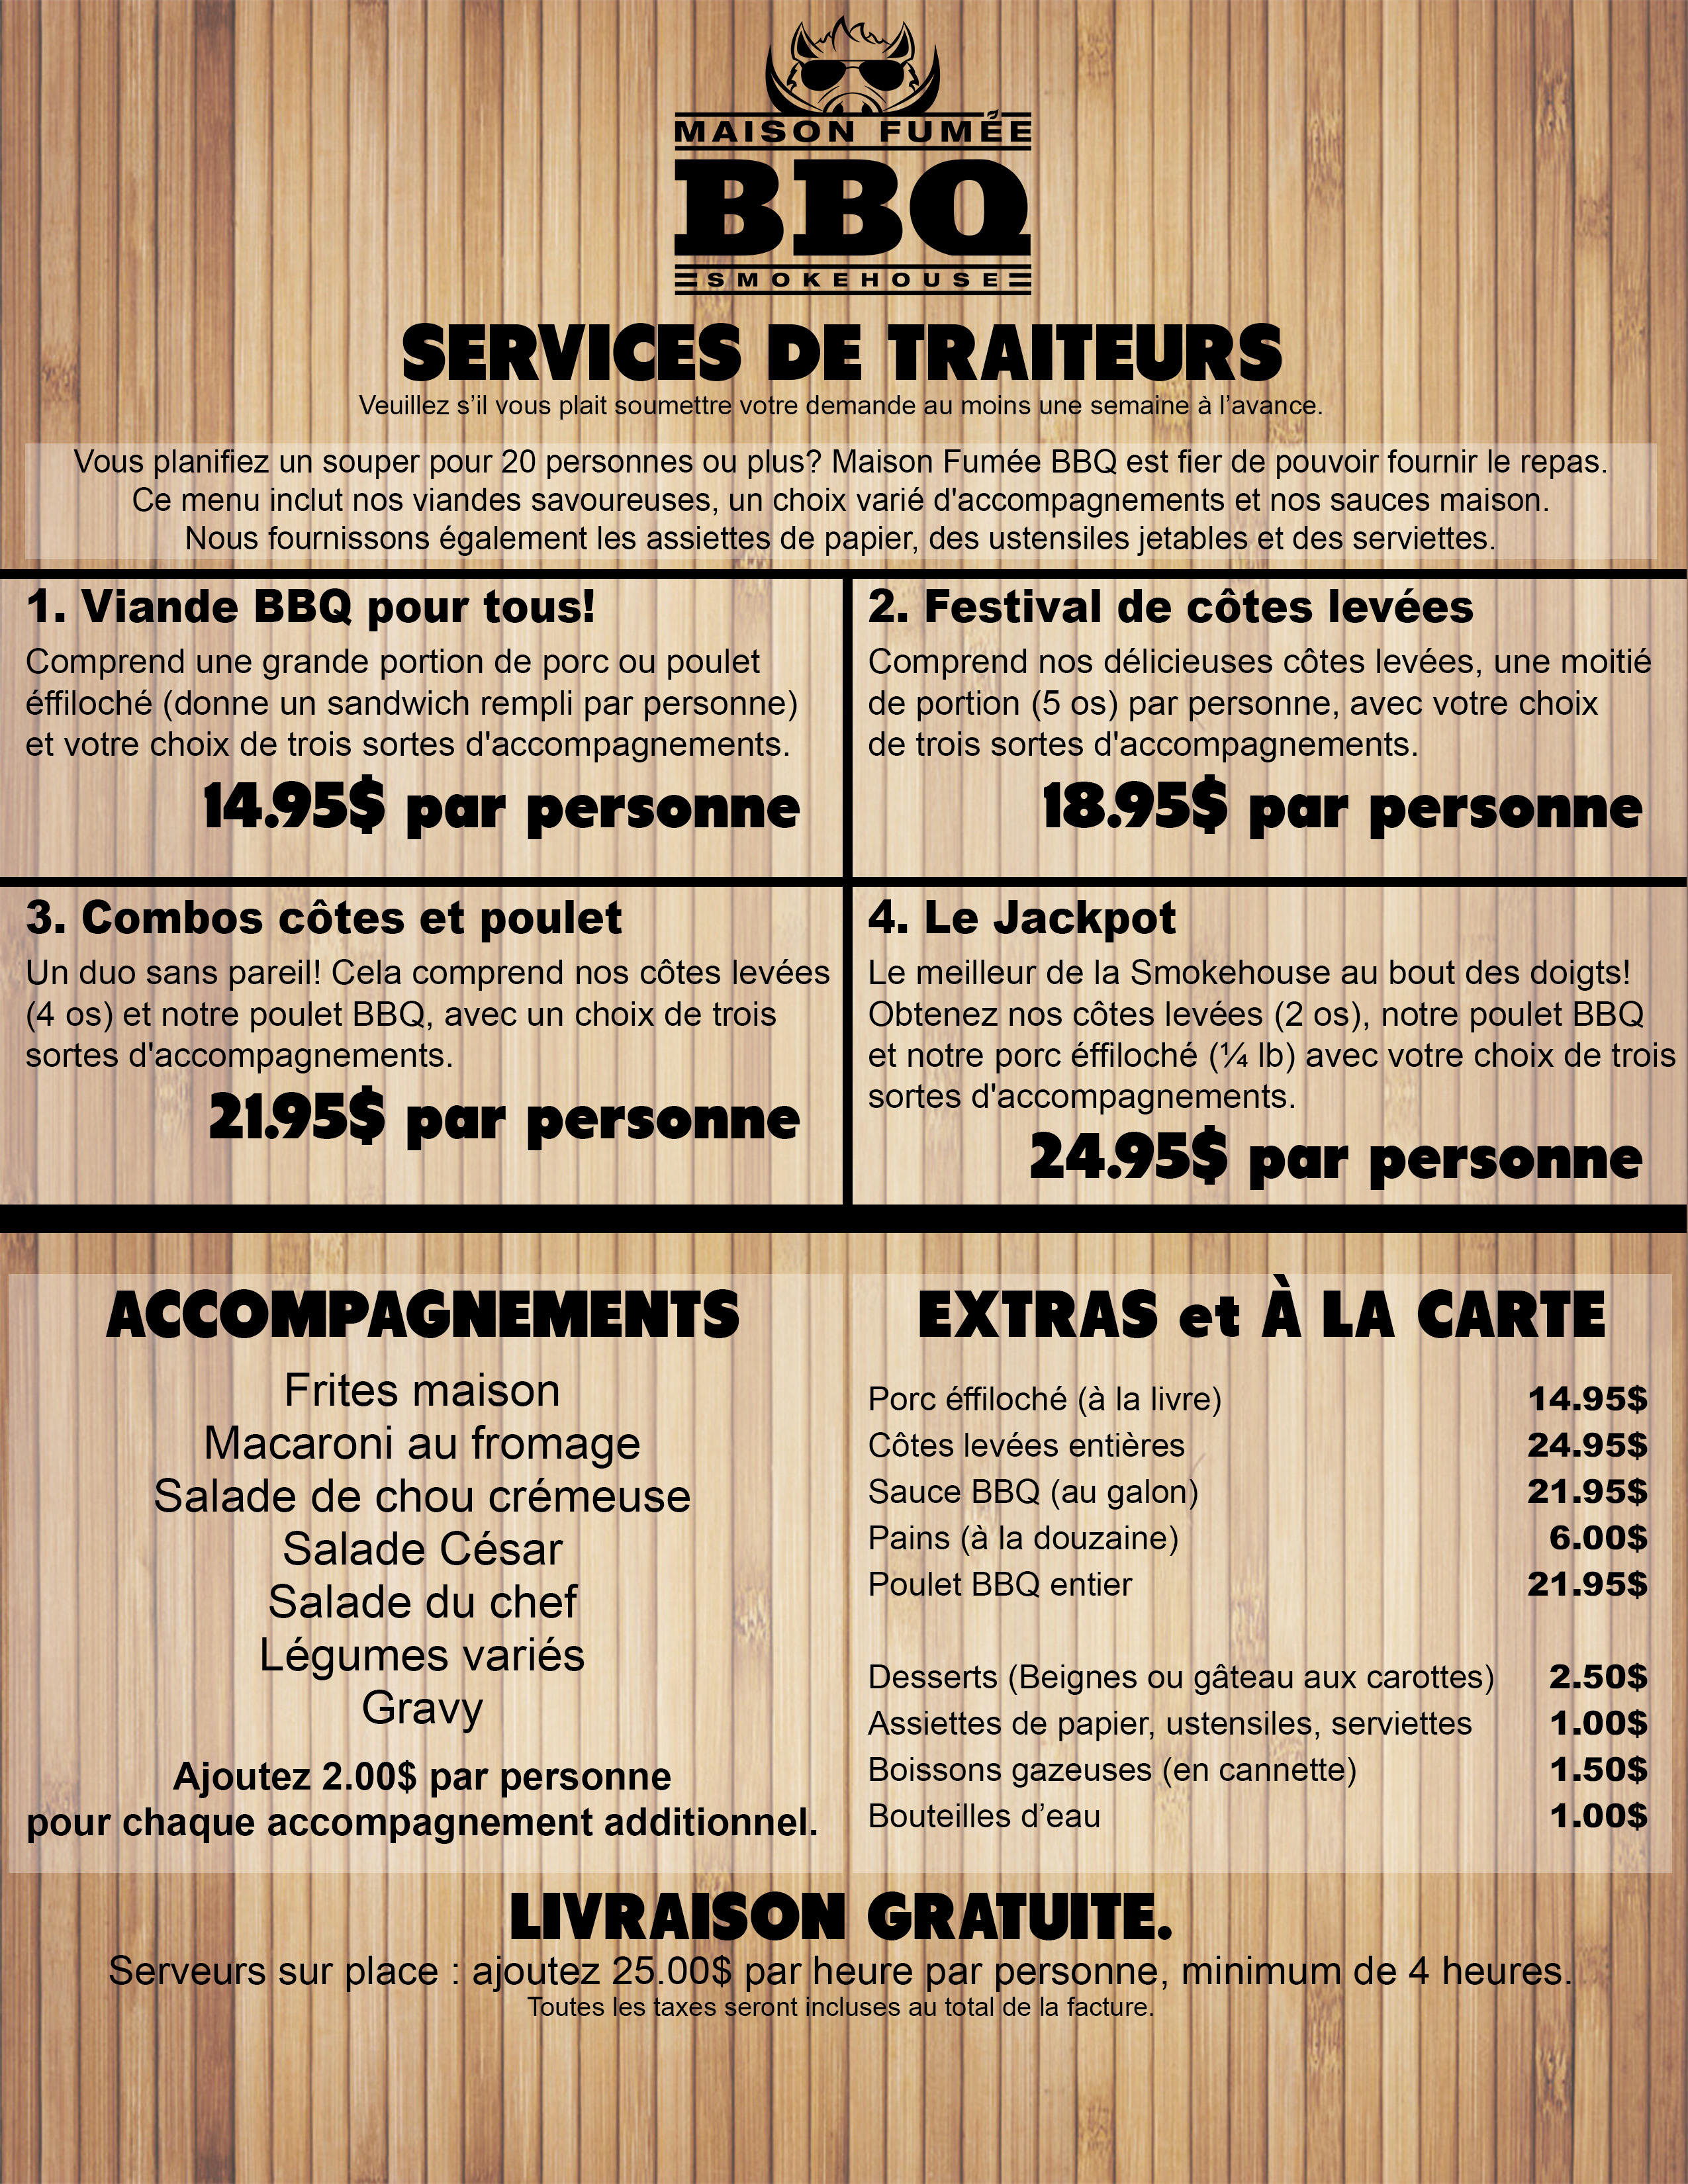 MAISON FUMÉE
BBQ
SMOKEHOUSE
SERVICES DE TRAITEURS
Veuillez s’il vous plait soumettre votre demande au moins une semaine à l’avance.
Vous planifiez un souper pour 20 personnes ou plus? Maison Fumée BBQ est fier de pouvoir fournir le repas.
Ce menu inclut nos viandes savoureuses, un choix varié d'accompagnements et nos sauces maison.
Nous fournissons également les assiettes de papier, des ustensiles jetables et des serviettes.
1. Viande BBQ pour tous!
Comprend une grande portion de porc ou poulet
éffiloché (donne un sandwich rempli par personne)
et votre choix de trois sortes d'accompagnements.
14.95$ par personne
2. Festival de côtes levées
Comprend nos délicieuses côtes levées, une moitié
de portion (5 os) par personne, avec votre choix
de trois sortes d'accompagnements.
18.95$ par personne
3. Combos côtes et poulet
Un duo sans pareil! Cela comprend nos côtes levées
(4 os) et notre poulet BBQ, avec un choix de trois
sortes d'accompagnements.
21.95$ par personne
4. Le Jackpot
Le meilleur de la Smokehouse au bout des doigts!
Obtenez nos côtes levées (2 os), notre poulet BBQ
et notre porc éffiloché (¼ lb) avec votre choix de trois
sortes d'accompagnements.
24.95$ par personne
ACCOMPAGNEMENTS
Frites maison
Macaroni au fromage
Salade de chou crémeuse
Salade César
Salade du chef
Légumes variés
Gravy
Ajoutez 2.00$ par personne
pour chaque accompagnement additionnel.
EXTRAS et À LA CARTE
Porc éffiloché (à la livre) 14.95$
Côtes levées entières 24.95$
Sauce BBQ (au galon) 21.95$
Pains (à la douzaine) 6.00$
Poulet BBQ entier 21.95$
Desserts (Beignes ou gâteau aux carottes) 2.50$
Assiettes de papier, ustensiles, serviettes 1.00$
Boissons gazeuses (en cannette) 1.50$
Bouteilles d’eau 1.00$
LIVRAISON GRATUITE.
Serveurs sur place : ajoutez 25.00$ par heure par personne, minimum de 4 heures.
Toutes les taxes seront incluses au total de la facture.